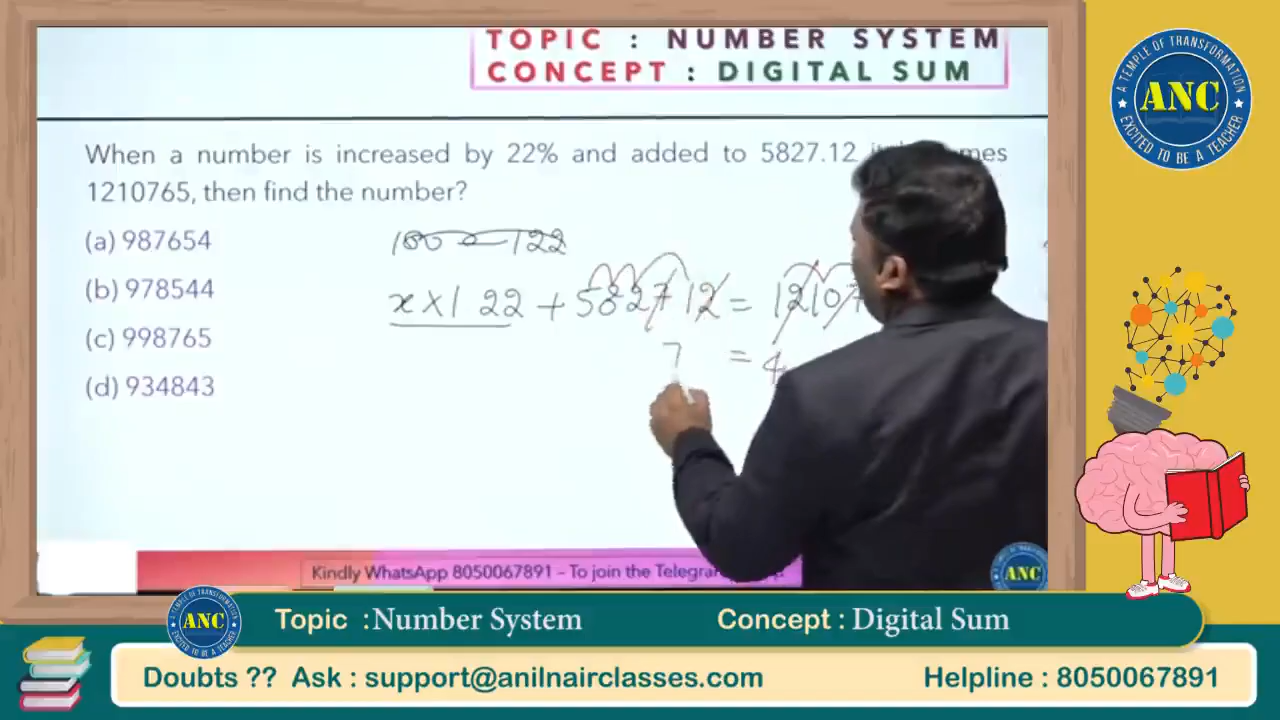 TOPIC : NUMBER SYSTEM
CONCEPT : DIGITAL SUM
A TEMPLE OF TRANSFORMATION
ANC
EXCITED TO BE A TEACHER
When a number is increased by 22% and added to 5827.12
1210765, then find the number?
(a) 987654
(b) 978544
(c) 998765
(d) 934843
100 122
x × 1 22 + 5827 12 = 12107
7 = 4
Kindly WhatsApp 8050067891 – To join the
ANC
ANC
Topic : Number System Concept : Digital Sum
Doubts ?? Ask : support@anilnairclasses.com Helpline : 8050067891